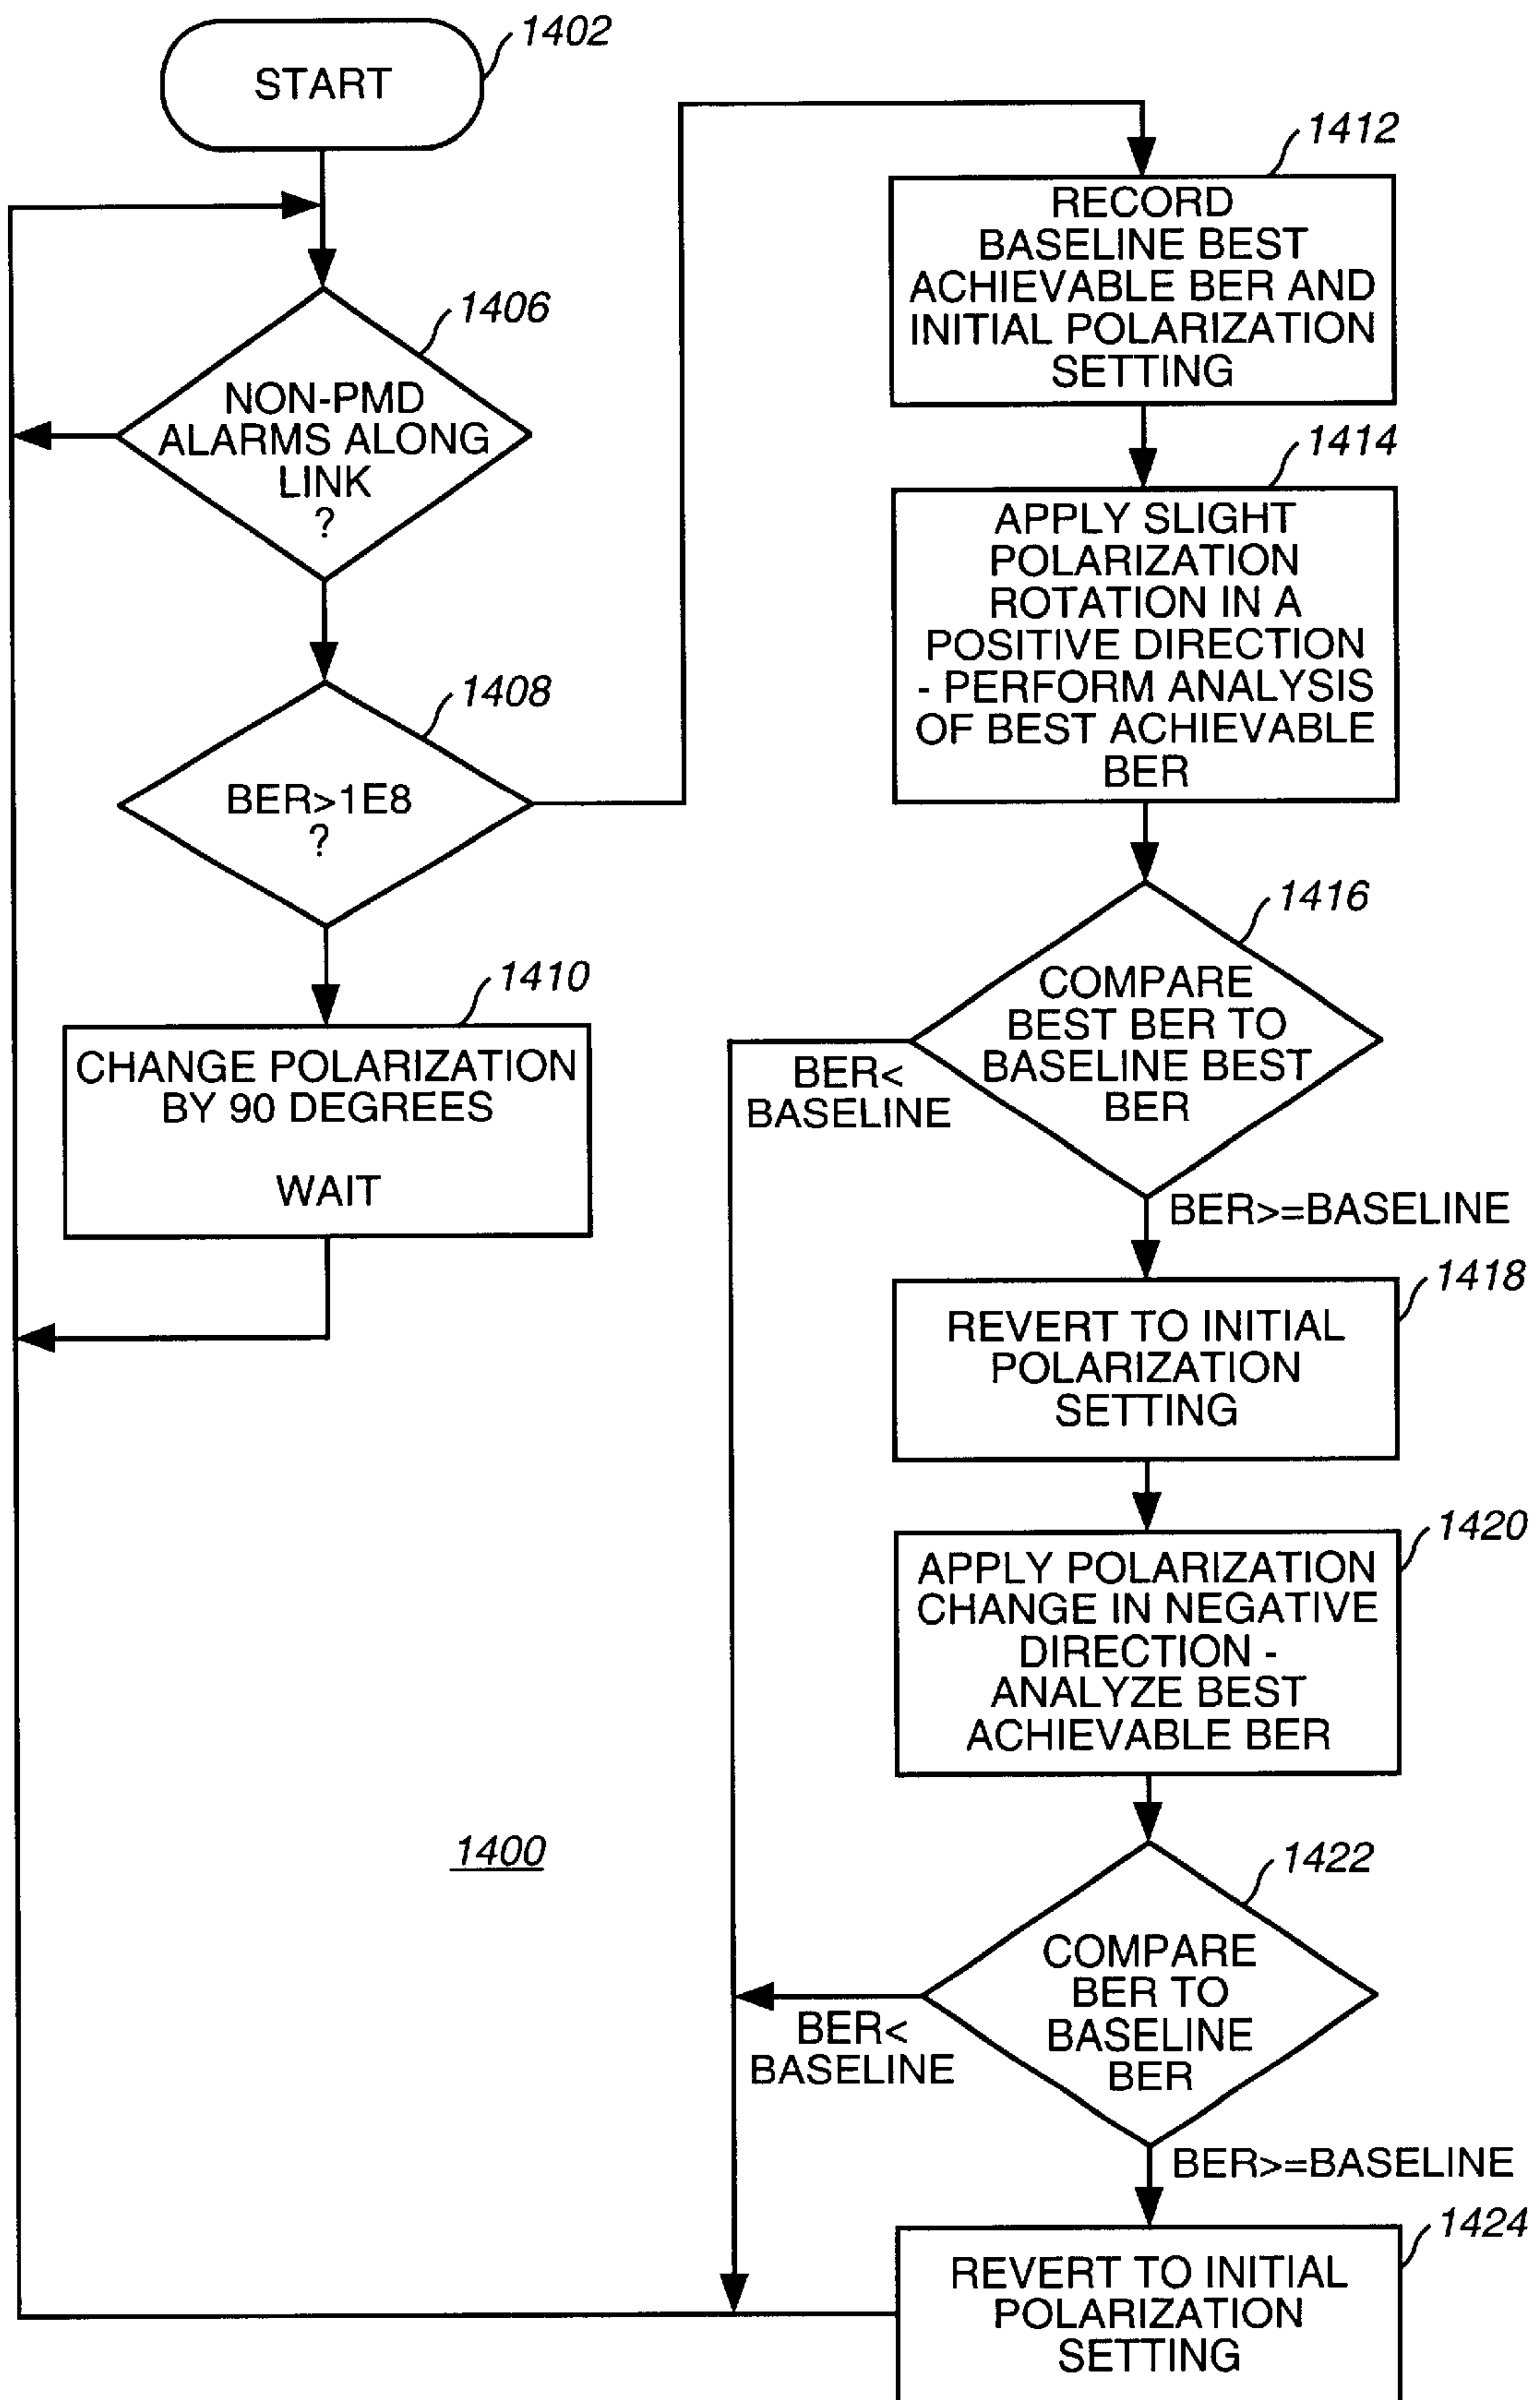 1402
START
1406
NON-PMD
ALARMS ALONG
LINK
?
1408
BER>1E8
?
1410
CHANGE POLARIZATION
BY 90 DEGREES
WAIT
1412
RECORD
BASELINE BEST
ACHIEVABLE BER AND
INITIAL POLARIZATION
SETTING
1414
APPLY SLIGHT
POLARIZATION
ROTATION IN A
POSITIVE DIRECTION
- PERFORM ANALYSIS
OF BEST ACHIEVABLE
BER
1416
COMPARE
BEST BER TO
BASELINE BEST
BER
BER<
BASELINE
BER>=BASELINE
1418
REVERT TO INITIAL
POLARIZATION
SETTING
1420
APPLY POLARIZATION
CHANGE IN NEGATIVE
DIRECTION -
ANALYZE BEST
ACHIEVABLE BER
1400
1422
COMPARE
BER TO
BASELINE
BER
BER<
BASELINE
BER>=BASELINE
1424
REVERT TO INITIAL
POLARIZATION
SETTING